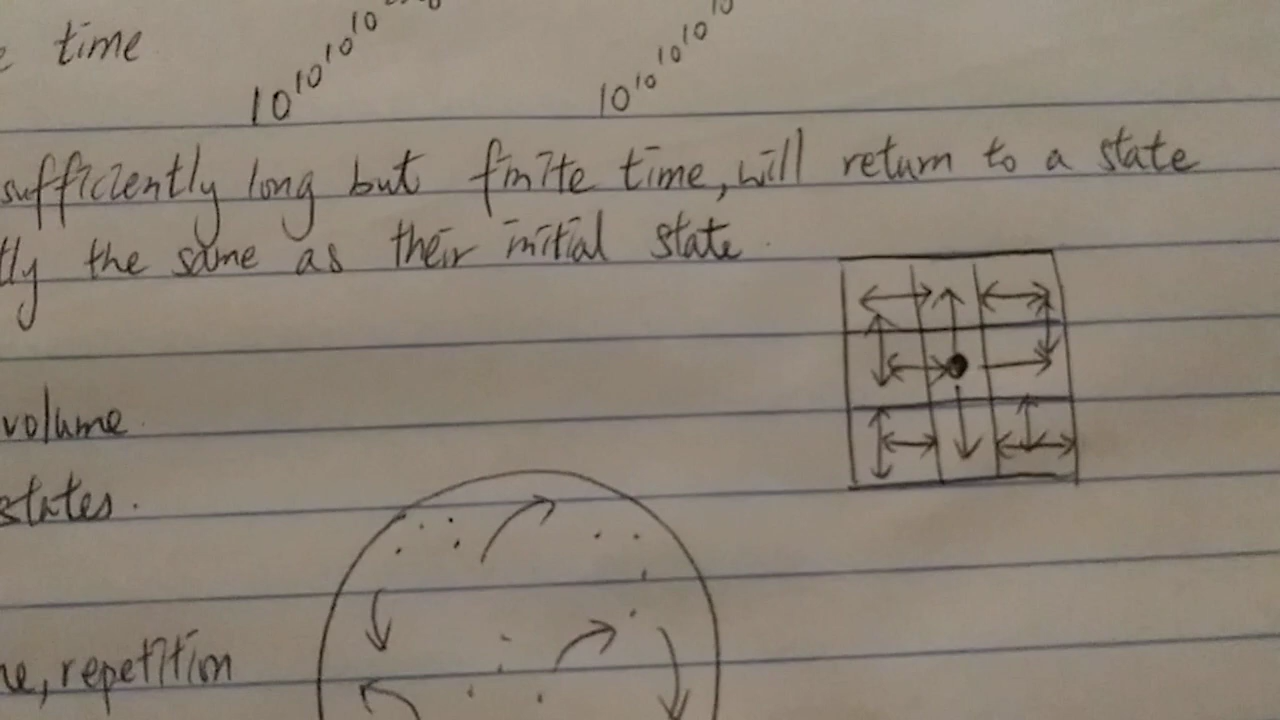 time
10^10^10^10
10^10^10^10^10
sufficiently long but finite time, will return to a state
the same as their initial state.
volume.
states.
repetition